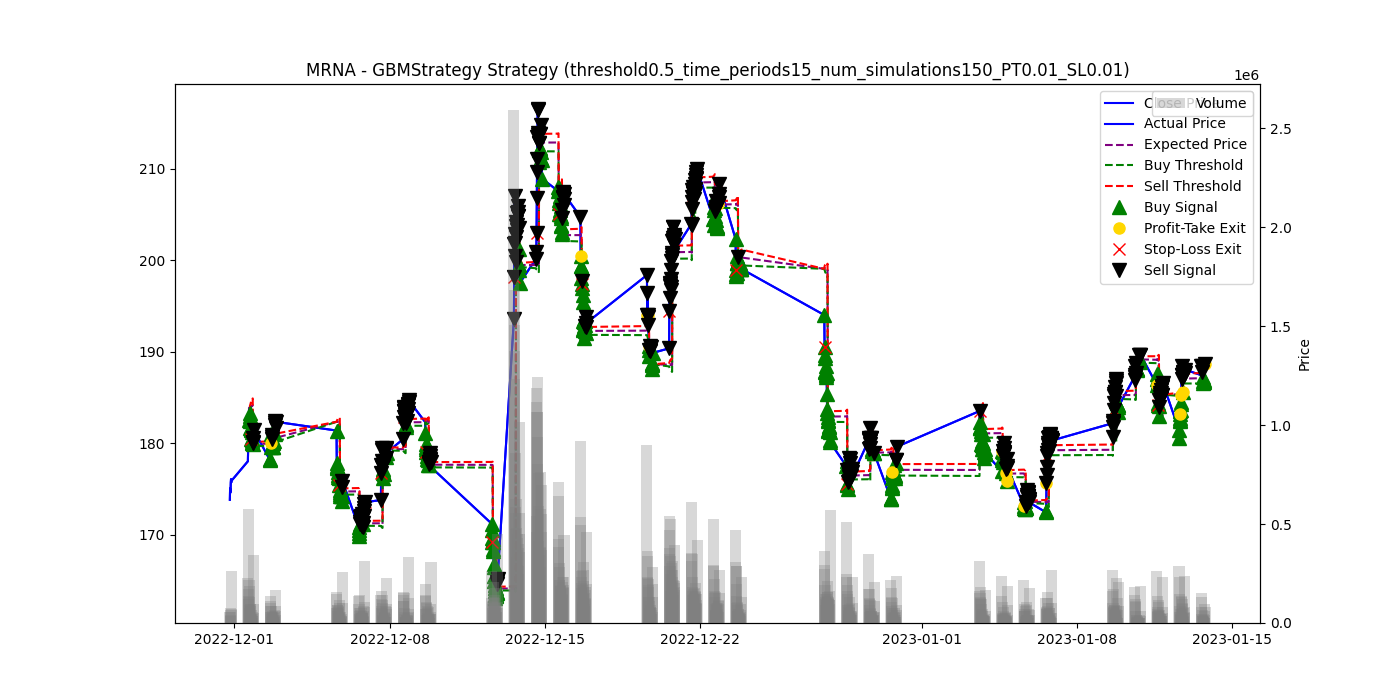 MRNA - GBMStrategy Strategy (threshold0.5_time_periods15_num_simulations150_PT0.01_SL0.01)
1e6
Close Price
Volume
Actual Price
Expected Price
Buy Threshold
Sell Threshold
Buy Signal
Profit-Take Exit
Stop-Loss Exit
Sell Signal
210
200
190
180
170
2.5
2.0
1.5
1.0
0.5
0.0
Price
2022-12-01
2022-12-08
2022-12-15
2022-12-22
2023-01-01
2023-01-08
2023-01-15